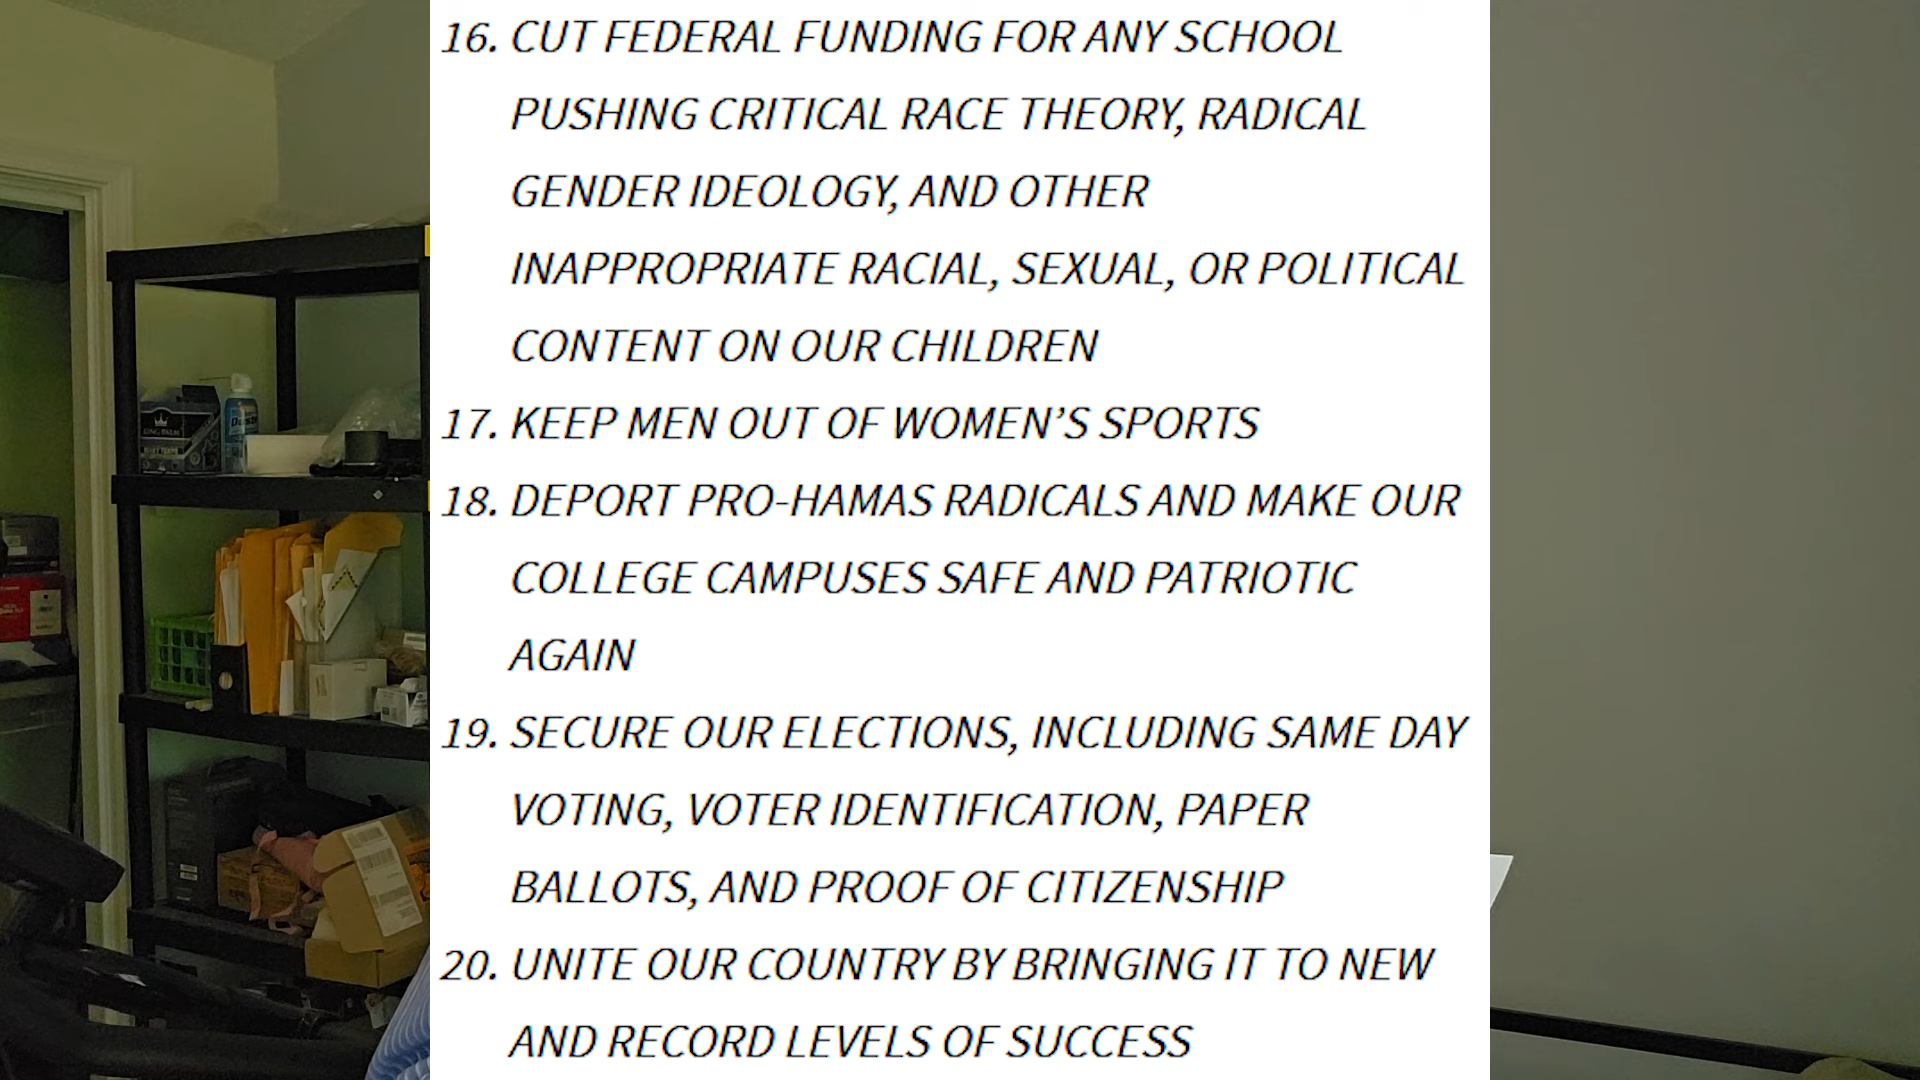 16. CUT FEDERAL FUNDING FOR ANY SCHOOL
PUSHING CRITICAL RACE THEORY, RADICAL
GENDER IDEOLOGY, AND OTHER
INAPPROPRIATE RACIAL, SEXUAL, OR POLITICAL
CONTENT ON OUR CHILDREN
17. KEEP MEN OUT OF WOMEN’S SPORTS
18. DEPORT PRO-HAMAS RADICALS AND MAKE OUR
COLLEGE CAMPUSES SAFE AND PATRIOTIC
AGAIN
19. SECURE OUR ELECTIONS, INCLUDING SAME DAY
VOTING, VOTER IDENTIFICATION, PAPER
BALLOTS, AND PROOF OF CITIZENSHIP
20. UNITE OUR COUNTRY BY BRINGING IT TO NEW
AND RECORD LEVELS OF SUCCESS
KING PALM